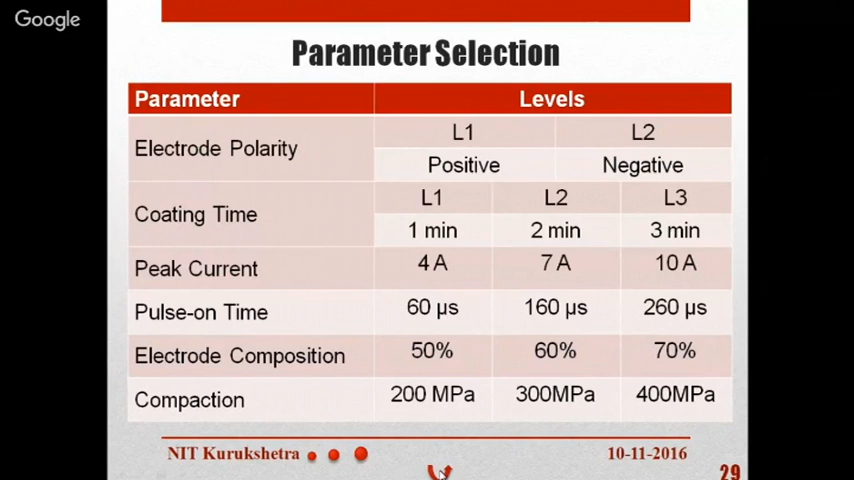 Google
Parameter Selection
Parameter Levels
Electrode Polarity L1 L2
Positive Negative
Coating Time L1 L2 L3
1 min 2 min 3 min
Peak Current 4 A 7 A 10 A
Pulse-on Time 60 µs 160 µs 260 µs
Electrode Composition 50% 60% 70%
Compaction 200 MPa 300MPa 400MPa
NIT Kurukshetra 10-11-2016
29